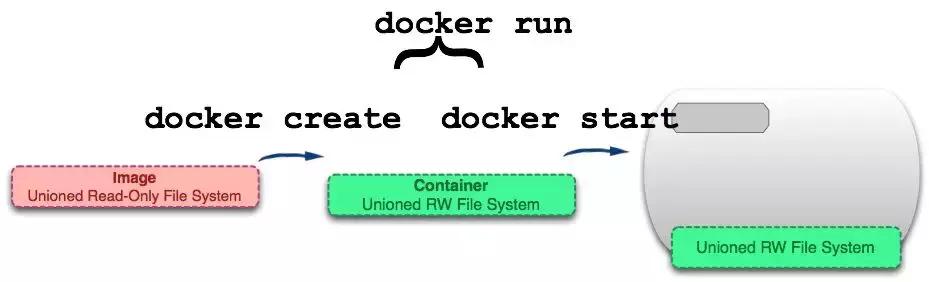 docker run
docker create docker start
Image
Unioned Read-Only File System
Container
Unioned RW File System
Unioned RW File System